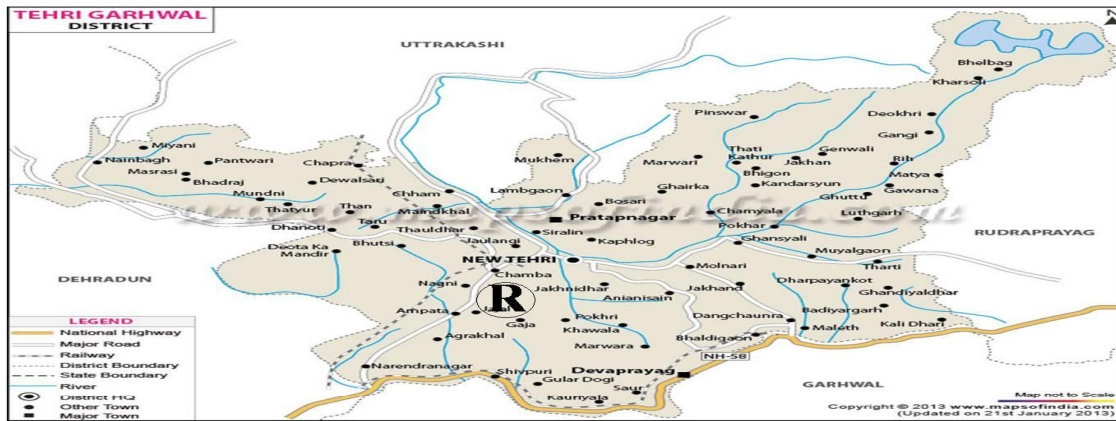 TEHRI GARHWAL
DISTRICT
N
UTTRAKASHI
Bhelbag
Kharsoli
Pinswar
Deokhri
Gangi
Miyani
Nainbagh
Pantwari
Masrasi
Bhadraj
Chapra
Dewalsari
Mukhem
Marwari
Thati
Kathur
Bhigon
Jakhan
Genwali
Rih
Matya
Mundni
Thatyur
Than
Chham
Lambgaon
Bosari
Ghairka
Kandarsyun
Ghuttu
Gawana
www.mapsofindia.com
Dhanoti
Taru
Maindkhal
Thauldhar
Pratapnagar
Chamyala
Luthgarh
Pokhar
RUDRAPRAYAG
Deota Ka
Mandir
Bhutsi
Jaulangi
Siralin
Kaphlog
Ghansyali
Muyalgaon
Tharti
DEHRADUN
NEW TEHRI
Chamba
Molnari
Nagni
R
Jakhnidhar
Anianisain
Jakhand
Dharpayankot
Ghandiyaldhar
Ampata
Gaja
Pokhri
Khawala
Dangchaunra
Badiyargarh
Maleth
Kali Dhari
Agrakhal
Marwara
Bhaldigaon
NH-58
Narendranagar
Shivpuri
Gular Dogi
Devaprayag
Saur
Kauriyala
GARHWAL
LEGEND
National Highway
Major Road
Railway
District Boundary
State Boundary
River
District HQ
Other Town
Major Town
Map not to Scale
Copyright © 2013 www.mapsofindia.com
(Updated on 21st January 2013)